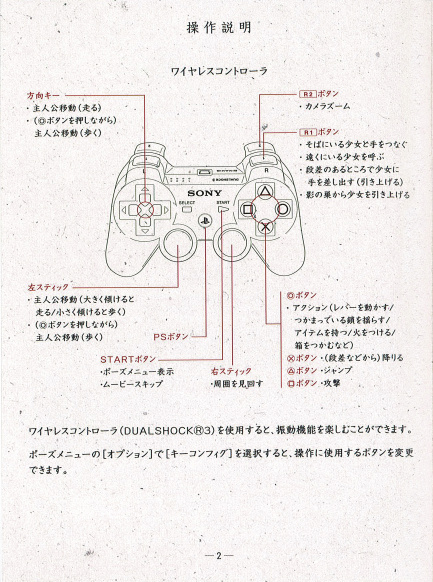 操作説明
ワイヤレスコントローラ
方向キー
・主人公移動（走る）
・（◎ボタンを押しながら）
主人公移動（歩く）
R2 ボタン
・カメラズーム
R1 ボタン
・そばにいる少女と手をつなぐ
・遠くにいる少女を呼ぶ
・段差のあるところで少女に
手を差し出す（引き上げる）
・影の巣から少女を引き上げる
L
R
SONY
SELECT
START
左スティック
・主人公移動（大きく傾けると
走る/小さく傾けると歩く）
・（◎ボタンを押しながら）
主人公移動（歩く）
PSボタン
STARTボタン
・ポーズメニュー表示
・ムービースキップ
右スティック
・周囲を見回す
◎ボタン
・アクション（レバーを動かす/
つかまっている鎖を揺らす/
アイテムを持つ/火をつける/
箱をつかむなど）
⊗ボタン・（段差などから）降りる
△ボタン・ジャンプ
□ボタン・攻撃
ワイヤレスコントローラ（DUALSHOCK®3）を使用すると、振動機能を楽しむことができます。
ポーズメニューの［オプション］で［キーコンフィグ］を選択すると、操作に使用するボタンを変更
できます。
— 2 —